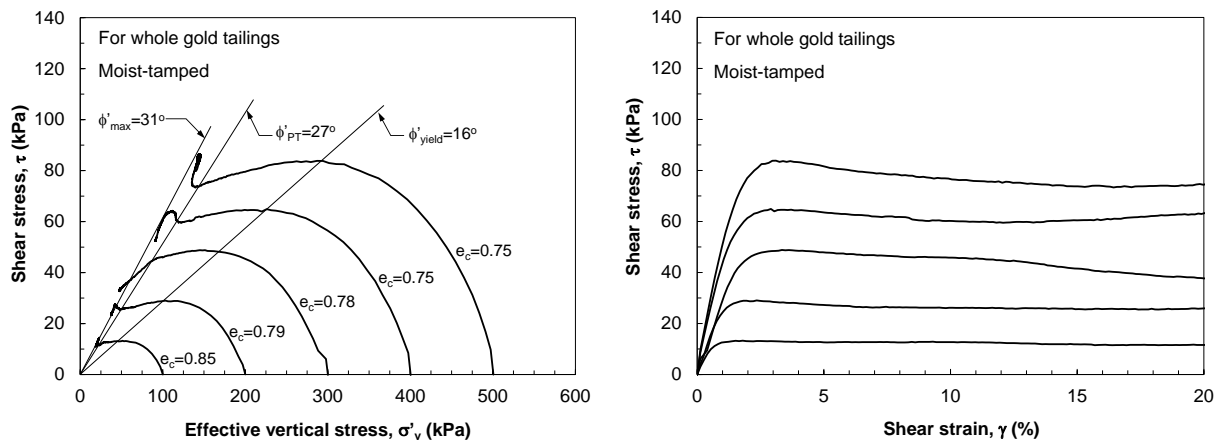 For whole gold tailings
Moist-tamped
ϕ'max=31o
ϕ'PT=27o
ϕ'yield=16o
ec=0.75
ec=0.75
ec=0.78
ec=0.79
ec=0.85
140
120
100
80
60
40
20
0
0 100 200 300 400 500 600
Shear stress, τ (kPa)
Effective vertical stress, σ'v (kPa)
For whole gold tailings
Moist-tamped
140
120
100
80
60
40
20
0
0 5 10 15 20
Shear stress, τ (kPa)
Shear strain, γ (%)